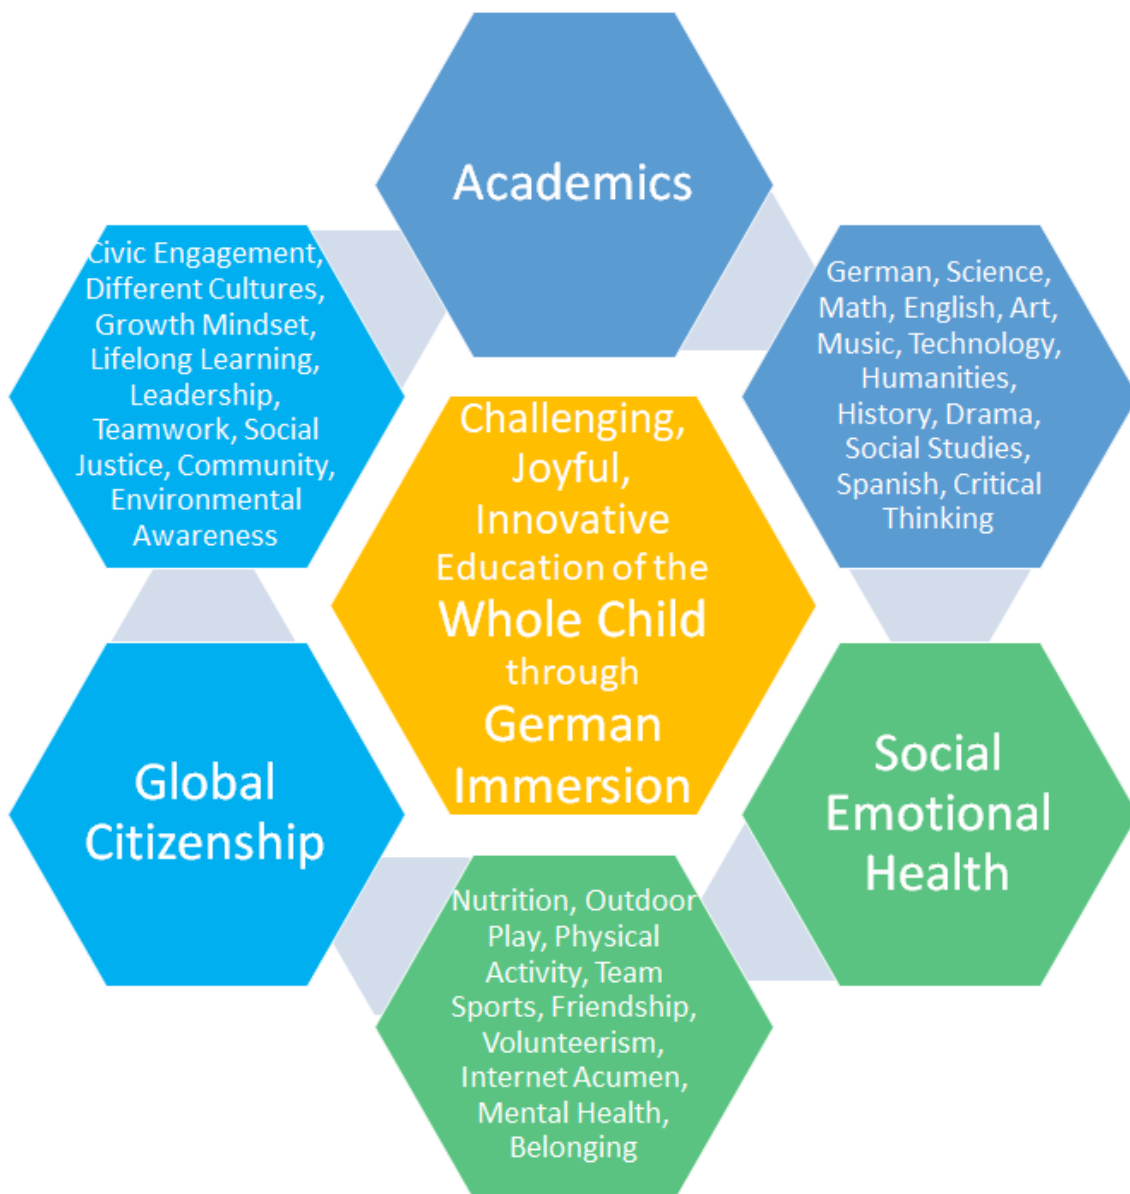 Academics
German, Science,
Math, English, Art,
Music, Technology,
Humanities,
History, Drama,
Social Studies,
Spanish, Critical
Thinking
Social
Emotional
Health
Nutrition, Outdoor
Play, Physical
Activity, Team
Sports, Friendship,
Volunteerism,
Internet Acumen,
Mental Health,
Belonging
Global
Citizenship
Civic Engagement,
Different Cultures,
Growth Mindset,
Lifelong Learning,
Leadership,
Teamwork, Social
Justice, Community,
Environmental
Awareness
Challenging,
Joyful,
Innovative
Education of the
Whole Child
through
German
Immersion